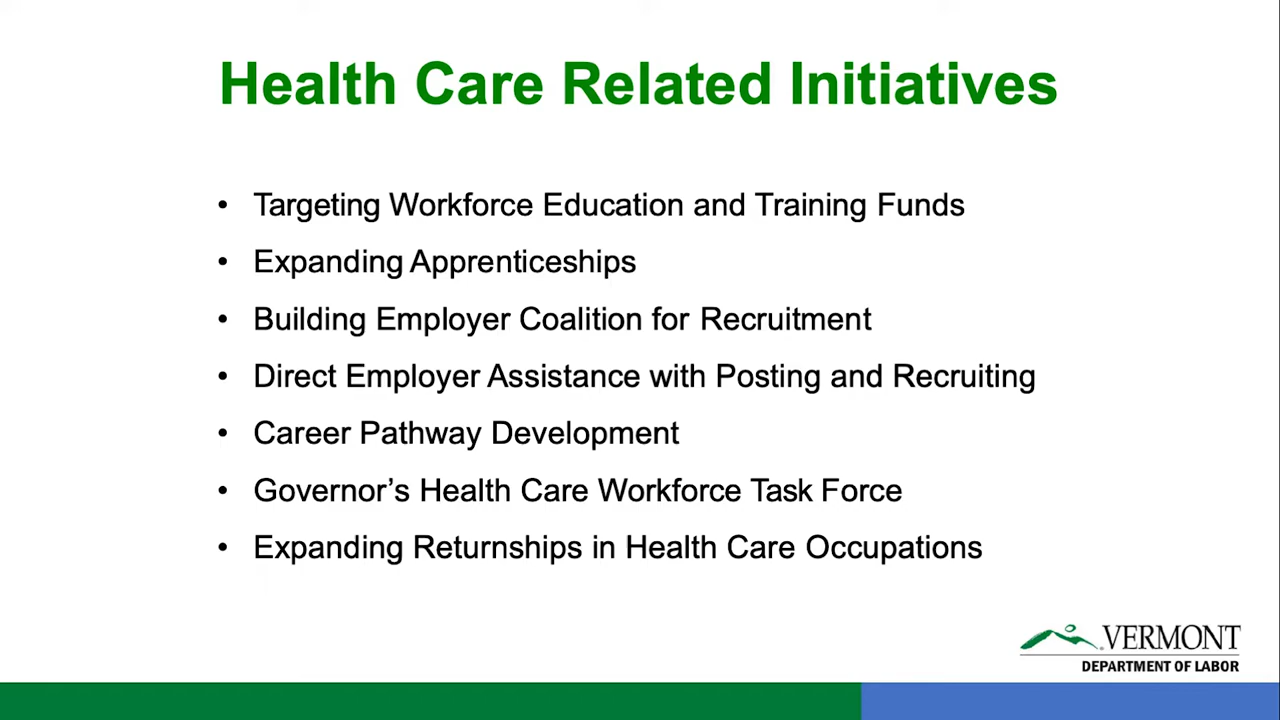 Health Care Related Initiatives
• Targeting Workforce Education and Training Funds
• Expanding Apprenticeships
• Building Employer Coalition for Recruitment
• Direct Employer Assistance with Posting and Recruiting
• Career Pathway Development
• Governor’s Health Care Workforce Task Force
• Expanding Returnships in Health Care Occupations
VERMONT
DEPARTMENT OF LABOR